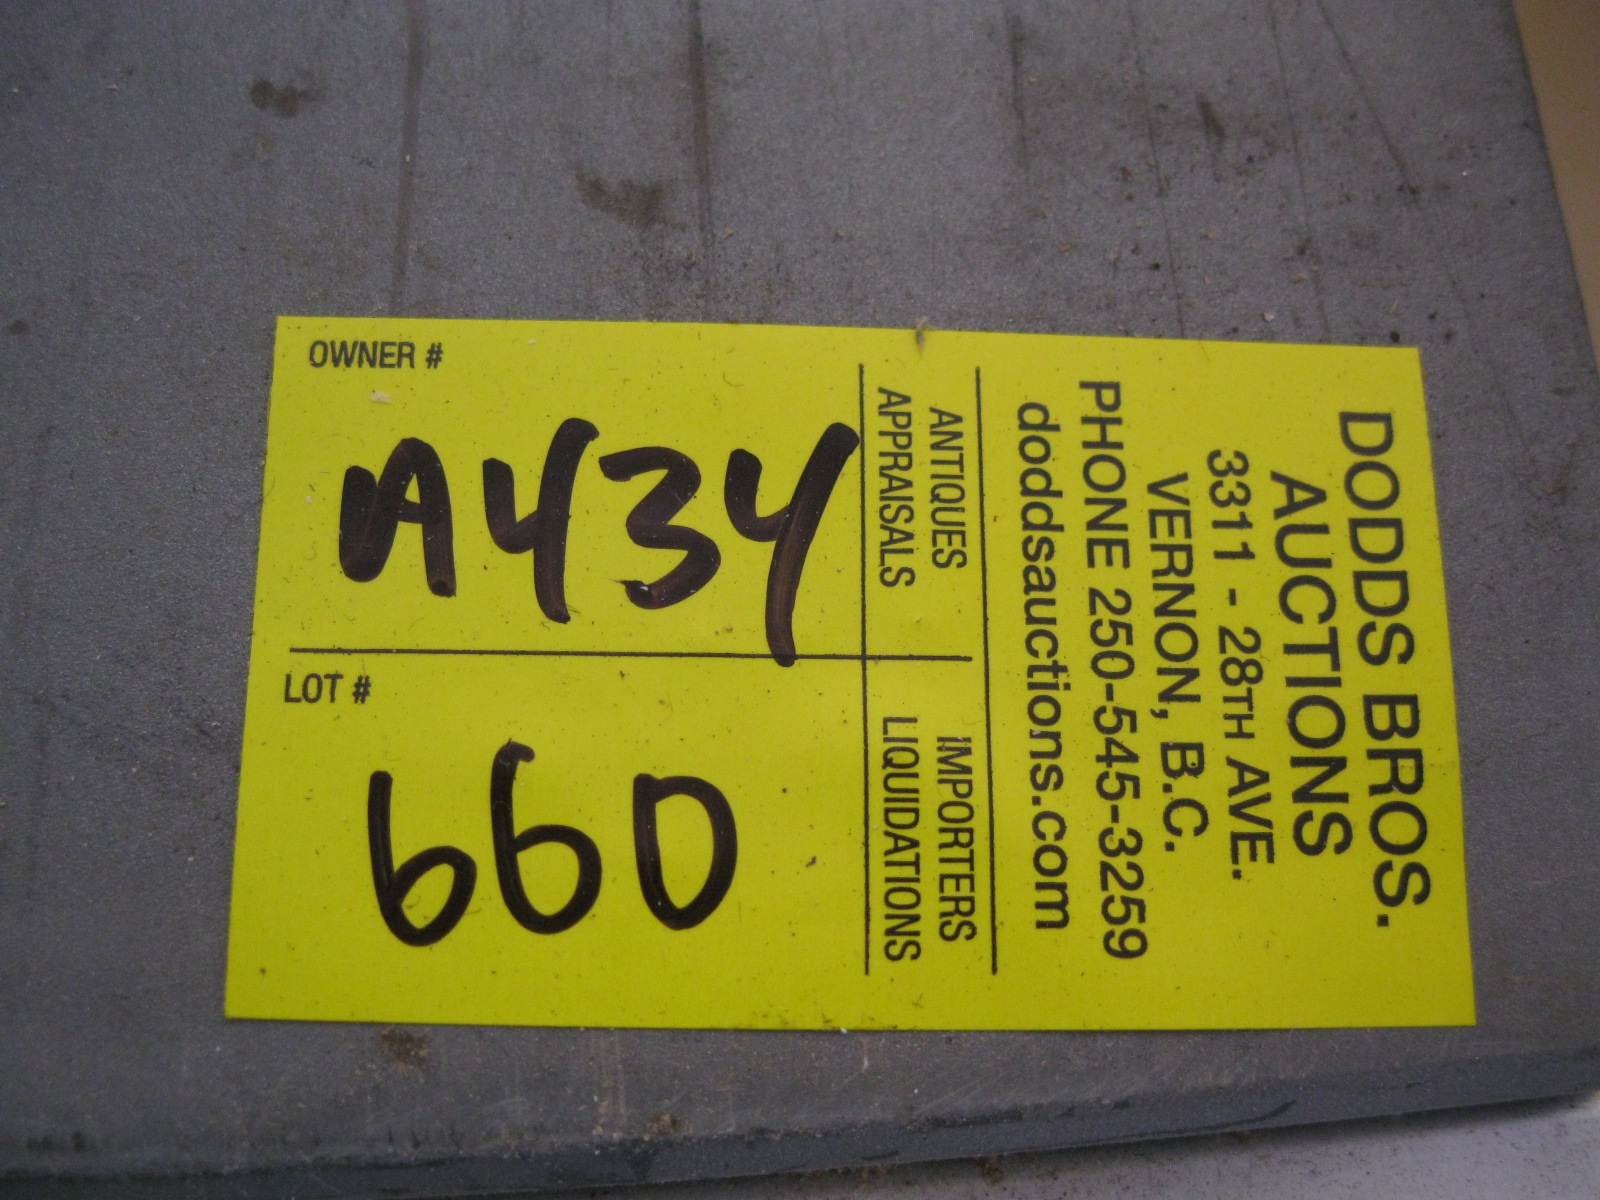 DODDS BROS.
AUCTIONS
3311 - 28TH AVE.
VERNON, B.C.
PHONE 250-545-3259
doddsauctions.com
ANTIQUES
APPRAISALS
IMPORTERS
LIQUIDATIONS
OWNER #
A434
LOT #
660